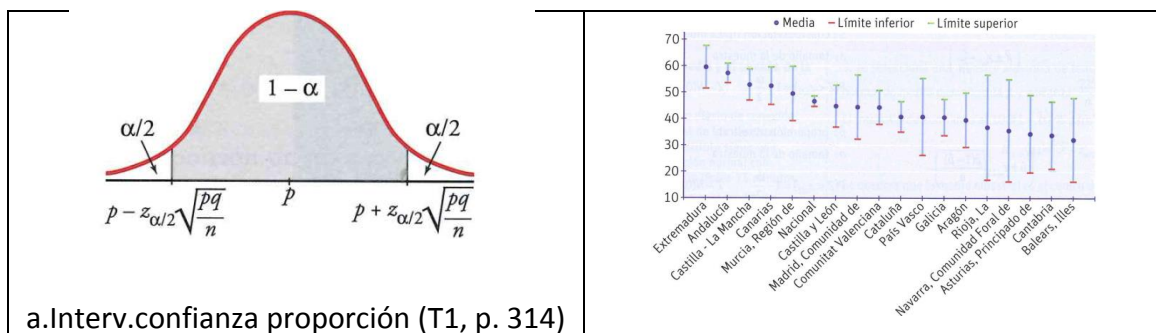 1 − α
α/2
α/2
p − z_{α/2} √(pq/n)
p
p + z_{α/2} √(pq/n)
a.Interv.confianza proporción (T1, p. 314)
Media Límite inferior Límite superior
70
60
50
40
30
20
10
Extremadura
Andalucía
Castilla - La Mancha
Canarias
Murcia, Región de
Nacional
Castilla y León
Madrid, Comunidad de
Comunitat Valenciana
Cataluña
País Vasco
Galicia
Aragón
Rioja, La
Navarra, Comunidad Foral de
Asturias, Principado de
Cantabria
Balears, Illes